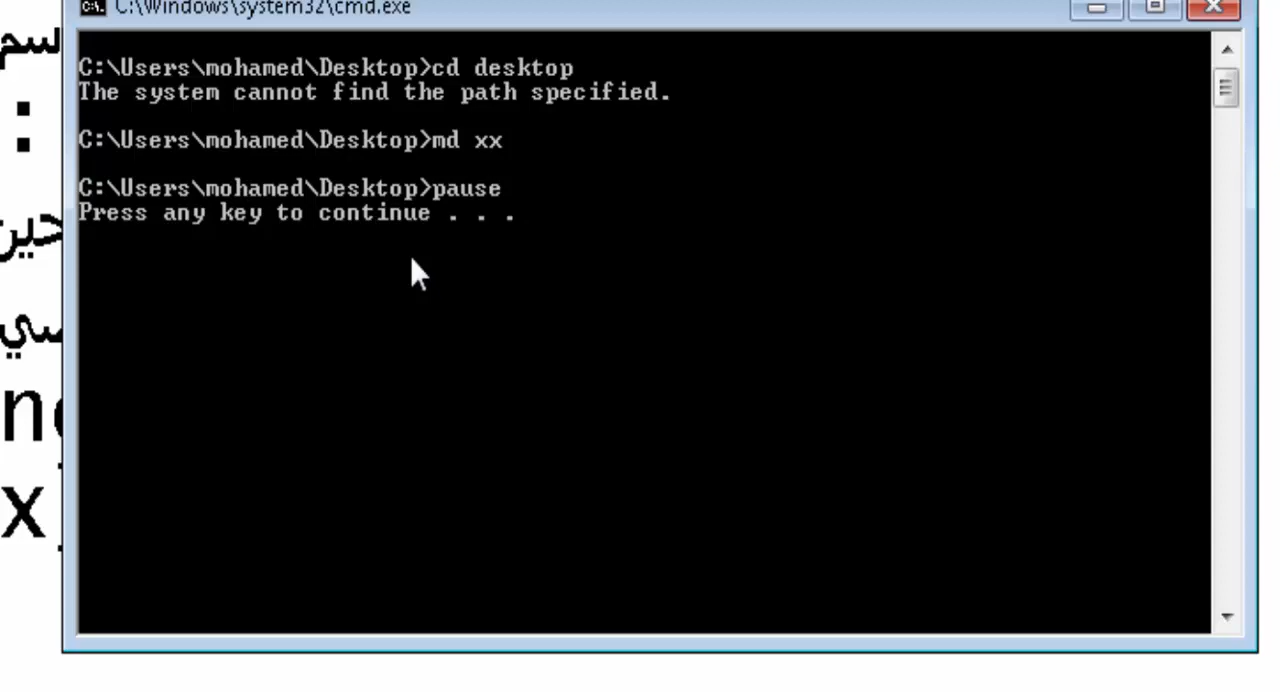 C:\Windows\system32\cmd.exe
C:\Users\mohamed\Desktop>cd desktop
The system cannot find the path specified.
C:\Users\mohamed\Desktop>md xx
C:\Users\mohamed\Desktop>pause
Press any key to continue . . .